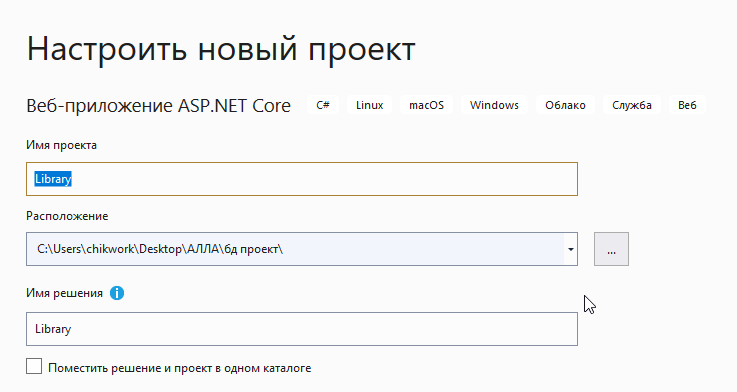 Настроить новый проект
Веб-приложение ASP.NET Core C# Linux macOS Windows Облако Служба Веб
Имя проекта
Library
Расположение
C:\Users\chikwork\Desktop\АЛЛА\бд проект\
...
Имя решения
Library
Поместить решение и проект в одном каталоге